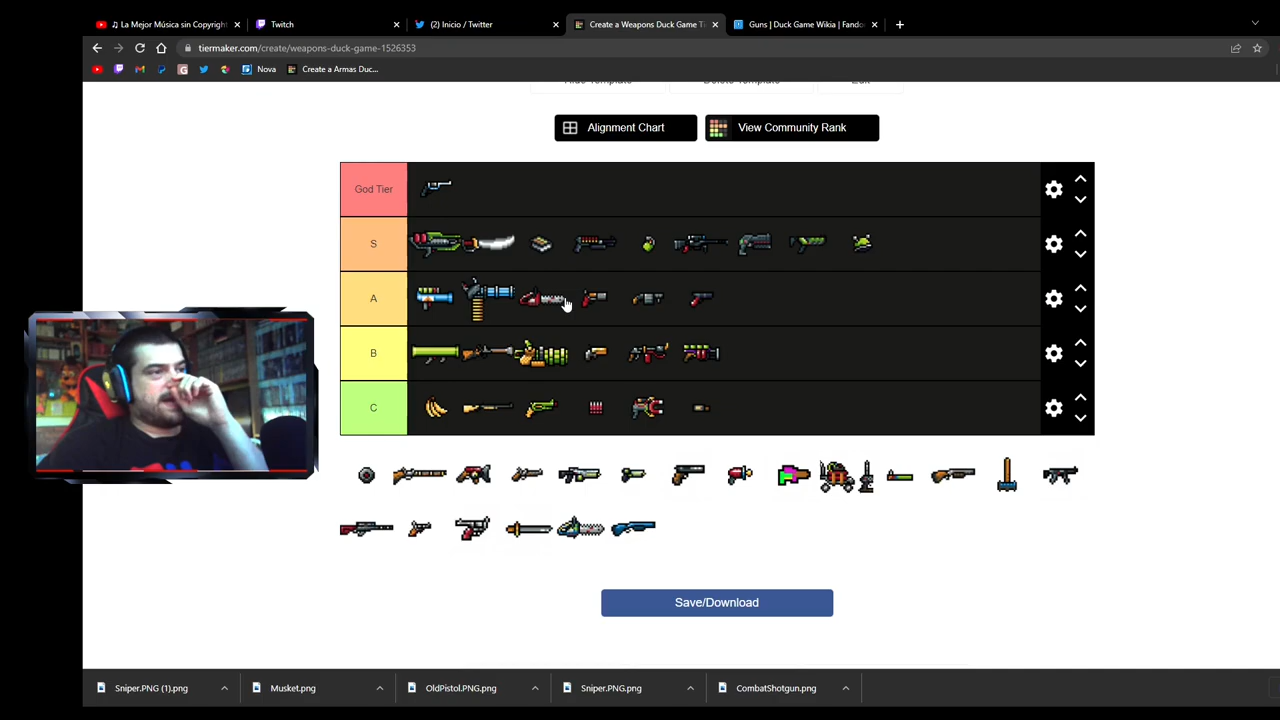 La Mejor Música sin Copyright
Twitch
(2) Inicio / Twitter
Create a Weapons Duck Game Ti
Guns | Duck Game Wikia | Fando
tiermaker.com/create/weapons-duck-game-1526353
Nova
Create a Armas Duc...
Alignment Chart
View Community Rank
God Tier
S
A
B
C
Save/Download
Sniper.PNG (1).png
Musket.png
OldPistol.PNG.png
Sniper.PNG.png
CombatShotgun.png